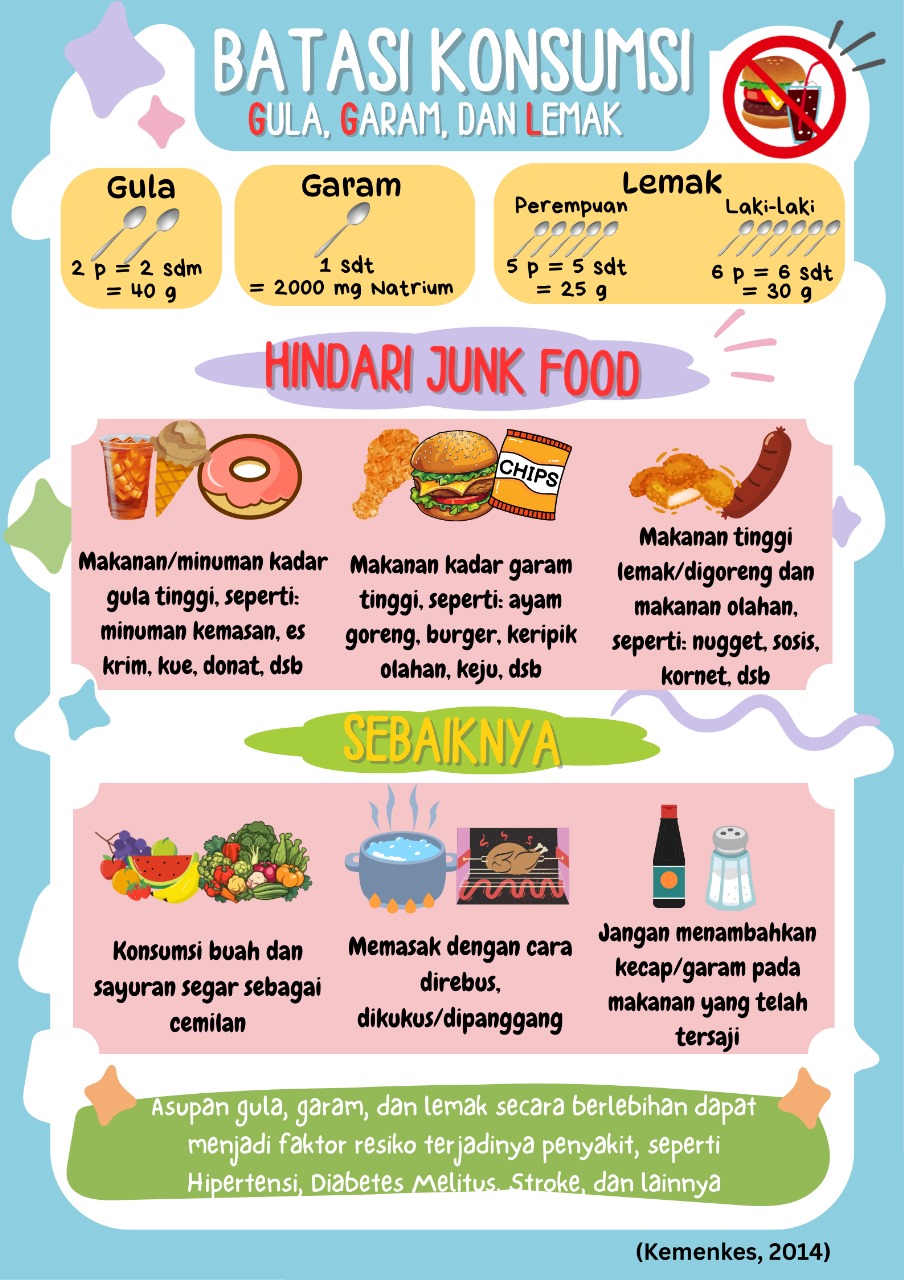 BATASI KONSUMSI
GULA, GARAM, DAN LEMAK
Gula
2 p = 2 sdm
= 40 g
Garam
1 sdt
= 2000 mg Natrium
Lemak
Perempuan
5 p = 5 sdt
= 25 g
Laki-laki
6 p = 6 sdt
= 30 g
HINDARI JUNK FOOD
CHIPS
Makanan/minuman kadar
gula tinggi, seperti:
minuman kemasan, es
krim, kue, donat, dsb
Makanan kadar garam
tinggi, seperti: ayam
goreng, burger, keripik
olahan, keju, dsb
Makanan tinggi
lemak/digoreng dan
makanan olahan,
seperti: nugget, sosis,
kornet, dsb
SEBAIKNYA
Konsumsi buah dan
sayuran segar sebagai
cemilan
Memasak dengan cara
direbus,
dikukus/dipanggang
Jangan menambahkan
kecap/garam pada
makanan yang telah
tersaji
Asupan gula, garam, dan lemak secara berlebihan dapat
menjadi faktor resiko terjadinya penyakit, seperti
Hipertensi, Diabetes Melitus, Stroke, dan lainnya
(Kemenkes, 2014)